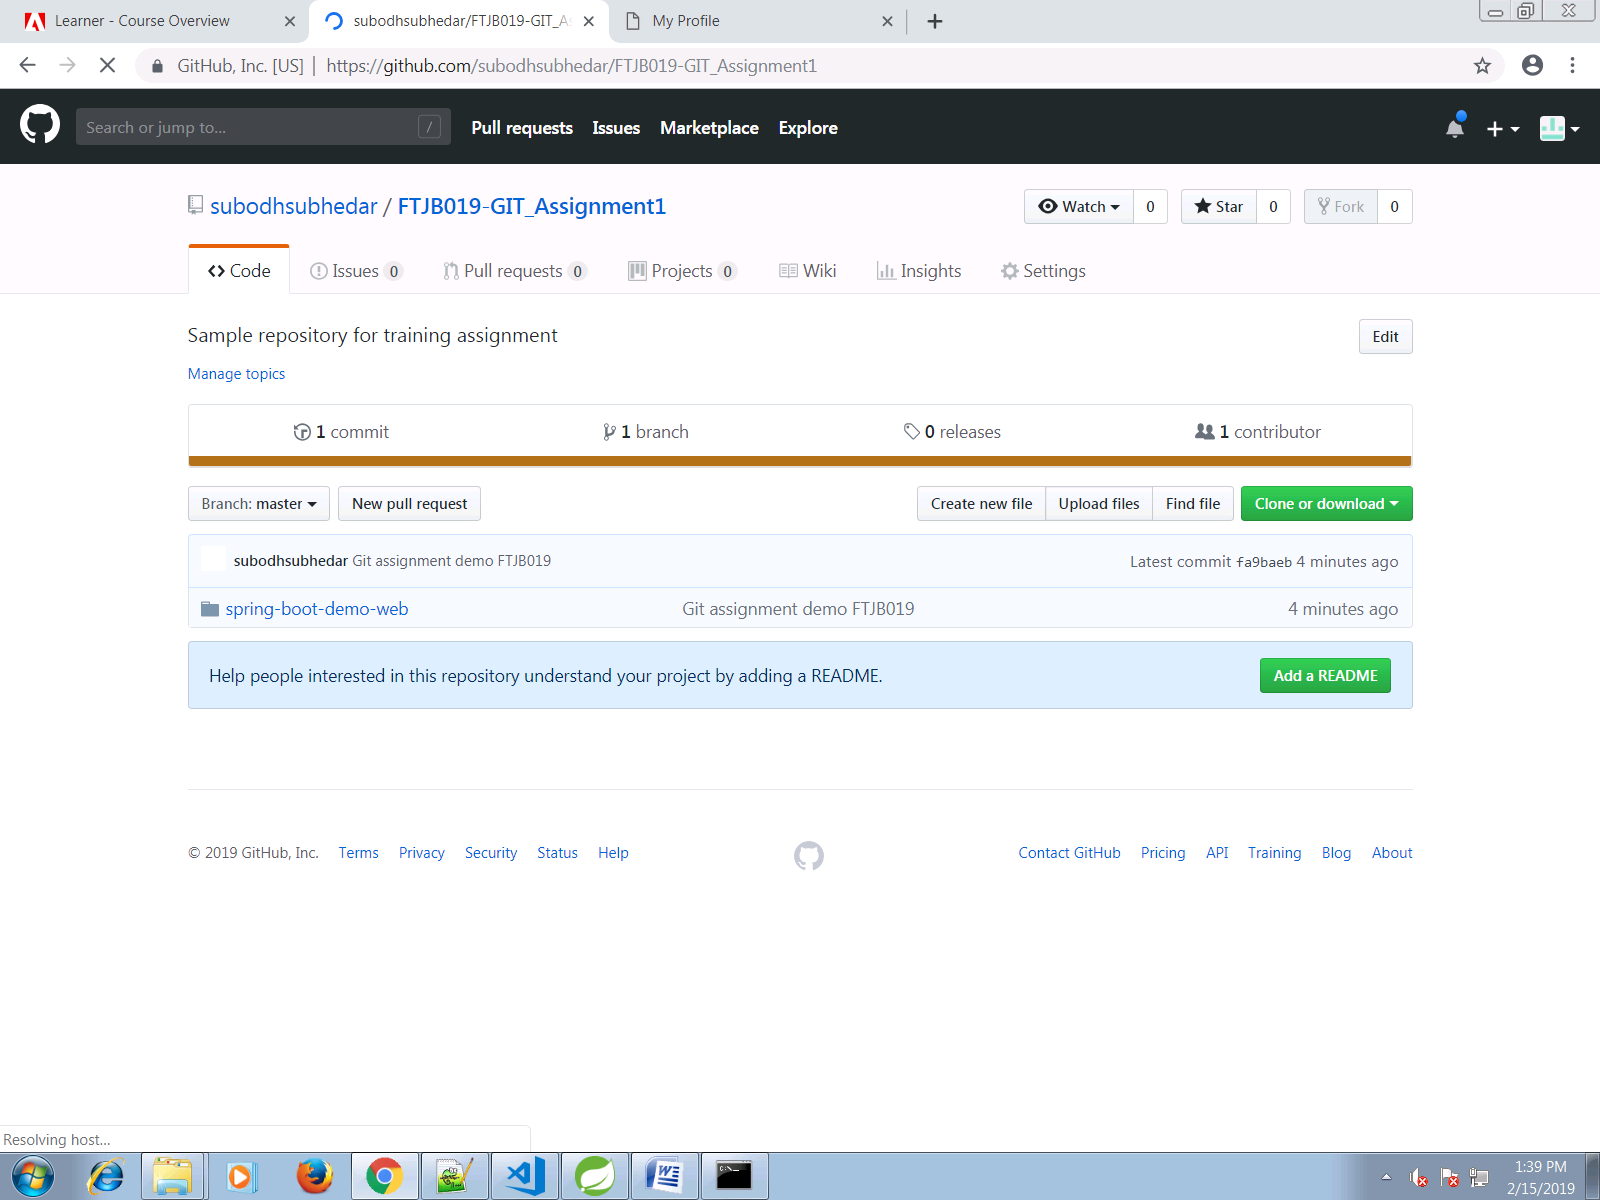 Learner - Course Overview
subodhsubhedar/FTJB019-GIT_As
My Profile
GitHub, Inc. [US] | https://github.com/subodhsubhedar/FTJB019-GIT_Assignment1
Search or jump to... / Pull requests Issues Marketplace Explore
subodhsubhedar / FTJB019-GIT_Assignment1 Watch 0 Star 0 Fork 0
Code Issues 0 Pull requests 0 Projects 0 Wiki Insights Settings
Sample repository for training assignment Edit
Manage topics
1 commit 1 branch 0 releases 1 contributor
Branch: master New pull request Create new file Upload files Find file Clone or download
subodhsubhedar Git assignment demo FTJB019 Latest commit fa9baeb 4 minutes ago
spring-boot-demo-web Git assignment demo FTJB019 4 minutes ago
Help people interested in this repository understand your project by adding a README. Add a README
© 2019 GitHub, Inc. Terms Privacy Security Status Help Contact GitHub Pricing API Training Blog About
Resolving host...
1:39 PM
2/15/2019